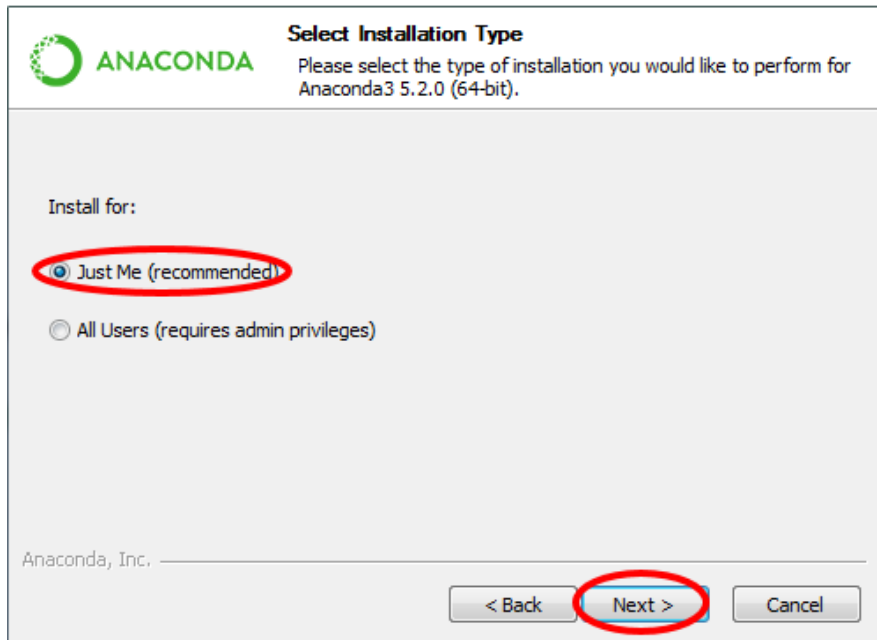 ANACONDA
Select Installation Type
Please select the type of installation you would like to perform for
Anaconda3 5.2.0 (64-bit).
Install for:
Just Me (recommended)
All Users (requires admin privileges)
Anaconda, Inc.
< Back
Next >
Cancel